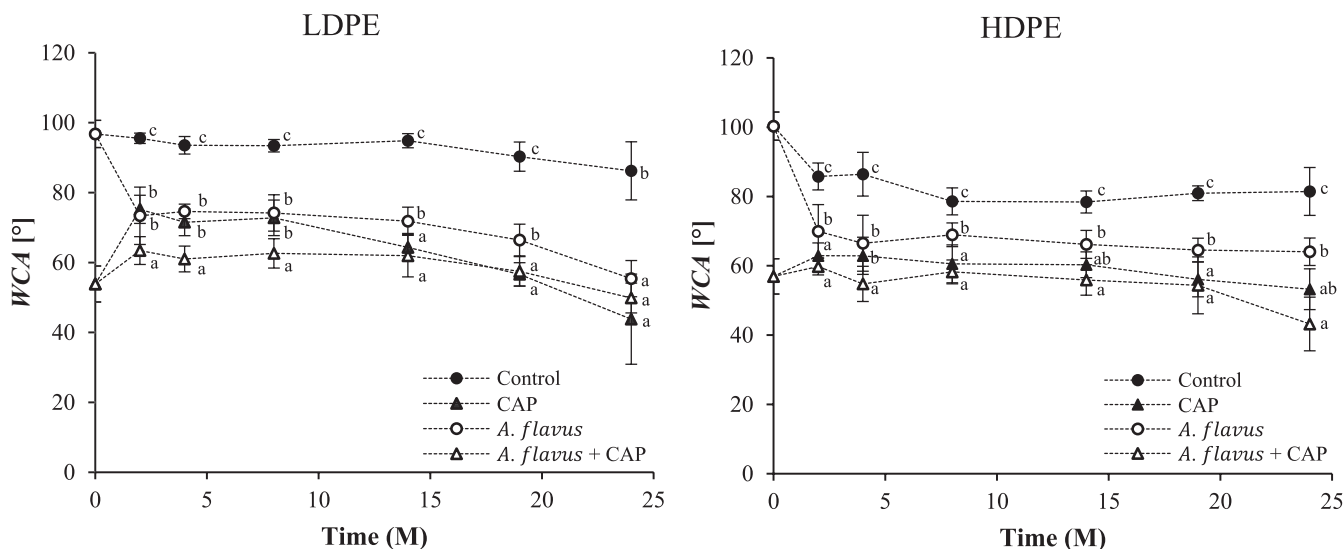 LDPE
120
100
80
60
40
20
0
WCA [°]
0 5 10 15 20 25
Time (M)
c c c c c b
b b b b b a
b b b a a a
a a a a a a
Control
CAP
A. flavus
A. flavus + CAP
HDPE
120
100
80
60
40
20
0
WCA [°]
0 5 10 15 20 25
Time (M)
c c c c c c
b b b b b b
a b a ab a ab
a a a a a a
Control
CAP
A. flavus
A. flavus + CAP